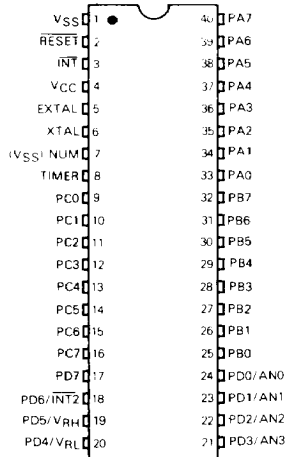 VSS 1 40 PA7
RESET 2 39 PA6
INT 3 38 PA5
VCC 4 37 PA4
EXTAL 5 36 PA3
XTAL 6 35 PA2
(VSS) NUM 7 34 PA1
TIMER 8 33 PA0
PC0 9 32 PB7
PC1 10 31 PB6
PC2 11 30 PB5
PC3 12 29 PB4
PC4 13 28 PB3
PC5 14 27 PB2
PC6 15 26 PB1
PC7 16 25 PB0
PD7 17 24 PD0/AN0
PD6/INT2 18 23 PD1/AN1
PD5/VRH 19 22 PD2/AN2
PD4/VRL 20 21 PD3/AN3